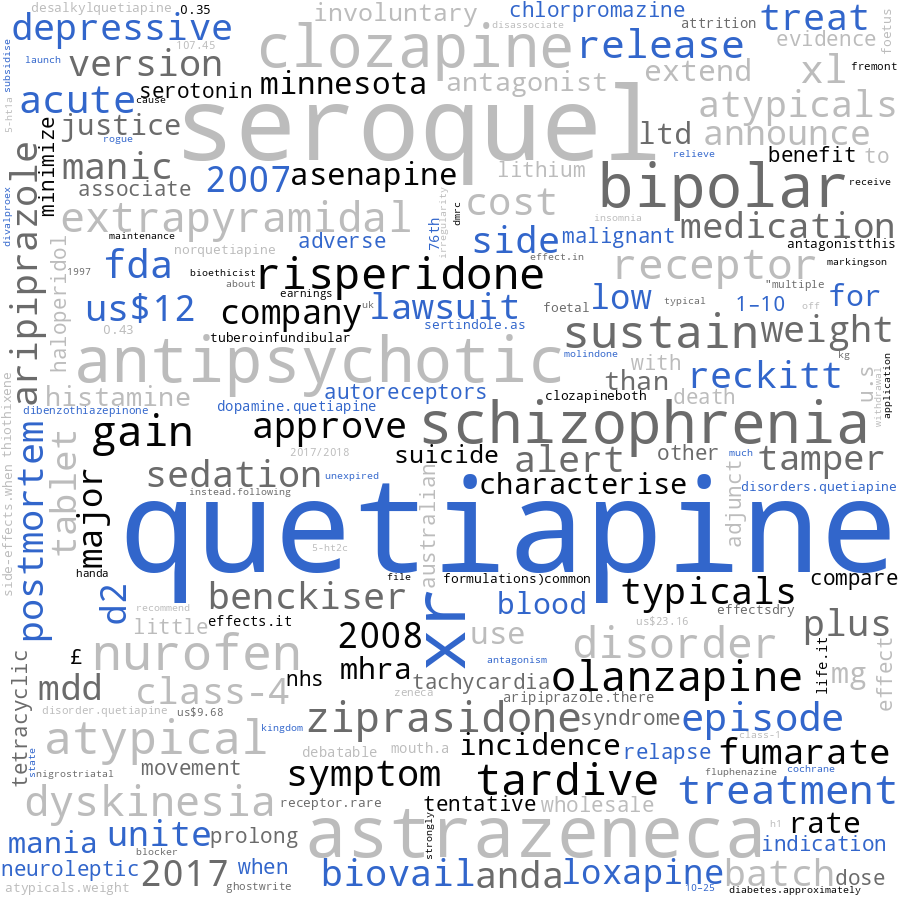 desalkylquetiapine 0.35 involuntary chlorpromazine treat
depressive 107.45 disassociate attrition evidence foetus
launch clozapine release
subsidise version extend xl fremont
serotonin minnesota antagonist
acute cause atypicals
5-ht1a seroquel
justice ltd announce
rogue minimize
manic relieve benefit to
associate 2007 asenapine lithium bipolar receive
aripiprazole divalproex
extrapyramidal irregularity dmrc cost
insomnia medication
maintenance adverse 76th side malignant
norquetiapine antagonistthis
haloperidol fda effect.in receptor markingson
1997 bioethicist risperidone
about "multiple
earnings low 1–10 for
us$12 company uk lawsuit foetal typical off
0.43 sertindole.as
tuberoinfundibular sustain weight
antipsychotic molindone kg
with u.s application
than reckitt withdrawal
histamine autoreceptors death
clozapineboth
dibenzothiazepinone dopamine.quetiapine
side-effects.when thiothixene
postmortem gain approve schizophrenia
tablet 2017/2018 suicide alert other much tamper
sedation unexpired
major instead.following australian characterise adjunct disorders.quetiapine
quetiapine
5-ht2c
handa file formulations)common compare
d2 benckiser xr typicals
recommend blood effectsdry
little effects.it us$23.16 plus
2008 use
£ nurofen disorder life.it
tetracyclic nhs mhra antagonism effect
mdd class-4 tachycardia olanzapine mg
zeneca aripiprazole.there
disorder.quetiapine us$9.68 ziprasidone syndrome episode
kingdom class-1
atypical debatable mouth.a incidence relapse fumarate
state nigrostriatal movement symptom tardive fluphenazine cochrane
dyskinesia receptor.rare tentative wholesale treatment
mania unite prolong strongly astrazeneca h1 rate
blocker indication
neuroleptic 2017 when biovail anda loxapine batch dose
atypicals.weight ghostwrite 10–25 diabetes.approximately